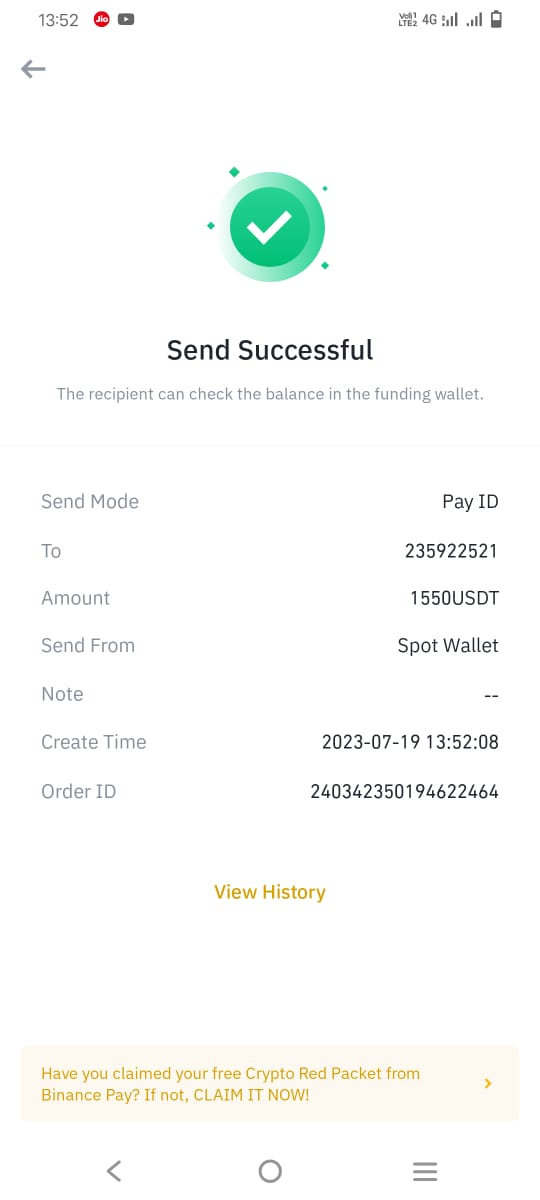 13:52 Jio VoD1 LTE2 4G
Send Successful
The recipient can check the balance in the funding wallet.
Send Mode Pay ID
To 235922521
Amount 1550USDT
Send From Spot Wallet
Note --
Create Time 2023-07-19 13:52:08
Order ID 240342350194622464
View History
Have you claimed your free Crypto Red Packet from
Binance Pay? If not, CLAIM IT NOW!